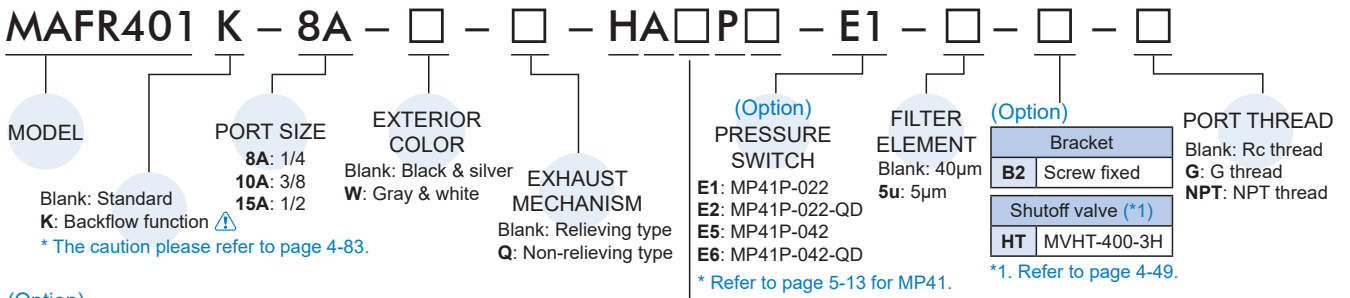 MAFR401 K – 8A – □ – □ – HA□P□ – E1 – □ – □ – □
MODEL
Blank: Standard
K: Backflow function ⚠
* The caution please refer to page 4-83.
PORT SIZE
8A: 1/4
10A: 3/8
15A: 1/2
EXTERIOR
COLOR
Blank: Black & silver
W: Gray & white
EXHAUST
MECHANISM
Blank: Relieving type
Q: Non-relieving type
(Option)
PRESSURE
SWITCH
E1: MP41P-022
E2: MP41P-022-QD
E5: MP41P-042
E6: MP41P-042-QD
* Refer to page 5-13 for MP41.
FILTER
ELEMENT
Blank: 40µm
5u: 5µm
(Option)
Bracket
B2 Screw fixed
Shutoff valve (*1)
HT MVHT-400-3H
*1. Refer to page 4-49.
PORT THREAD
Blank: Rc thread
G: G thread
NPT: NPT thread
(Option)